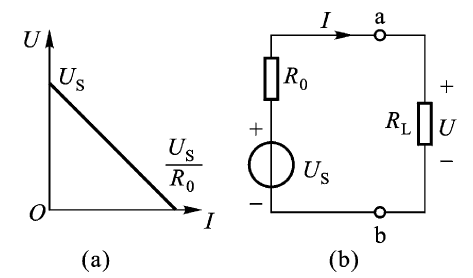 U
U_S
U_S
R_0
O
I
(a)
I
a
R_0
+
U_S
−
R_L
+
U
−
b
(b)